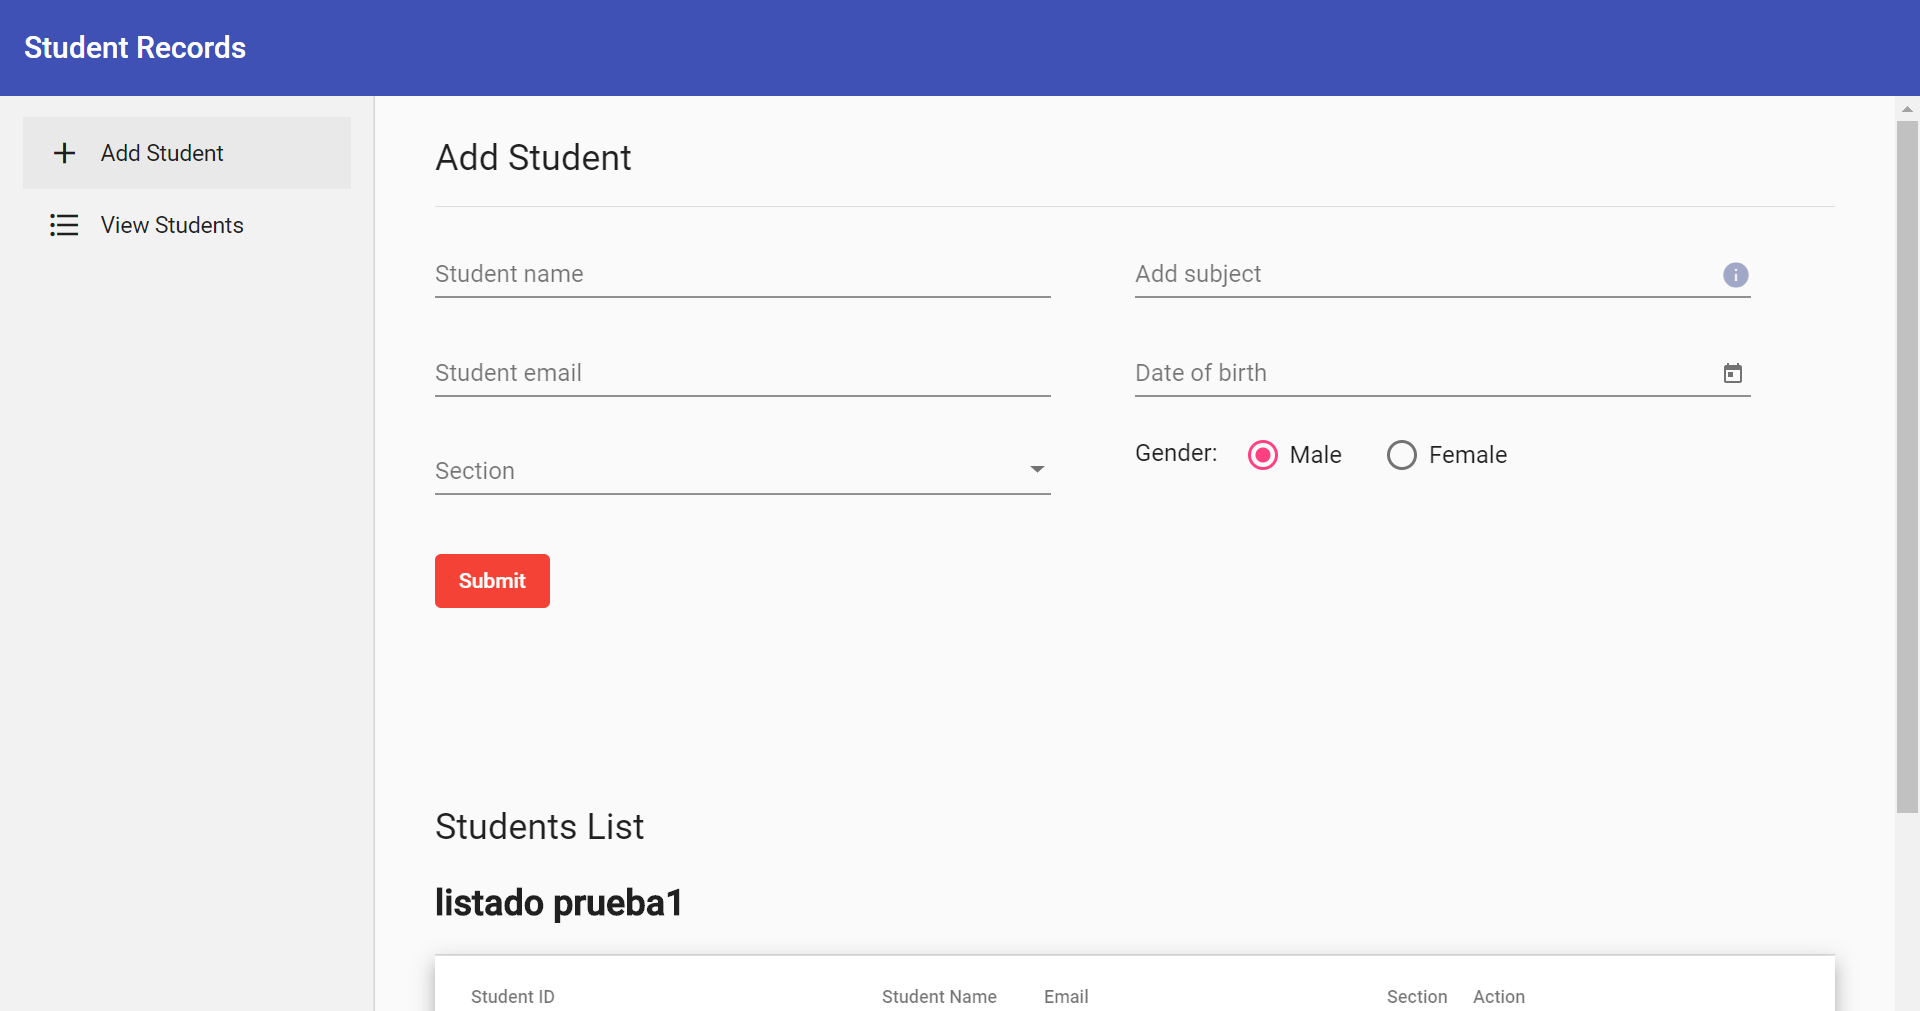 Student Records
Add Student
View Students
Add Student
Student name
Add subject
Student email
Date of birth
Section
Gender: Male Female
Submit
Students List
listado prueba1
Student ID Student Name Email Section Action